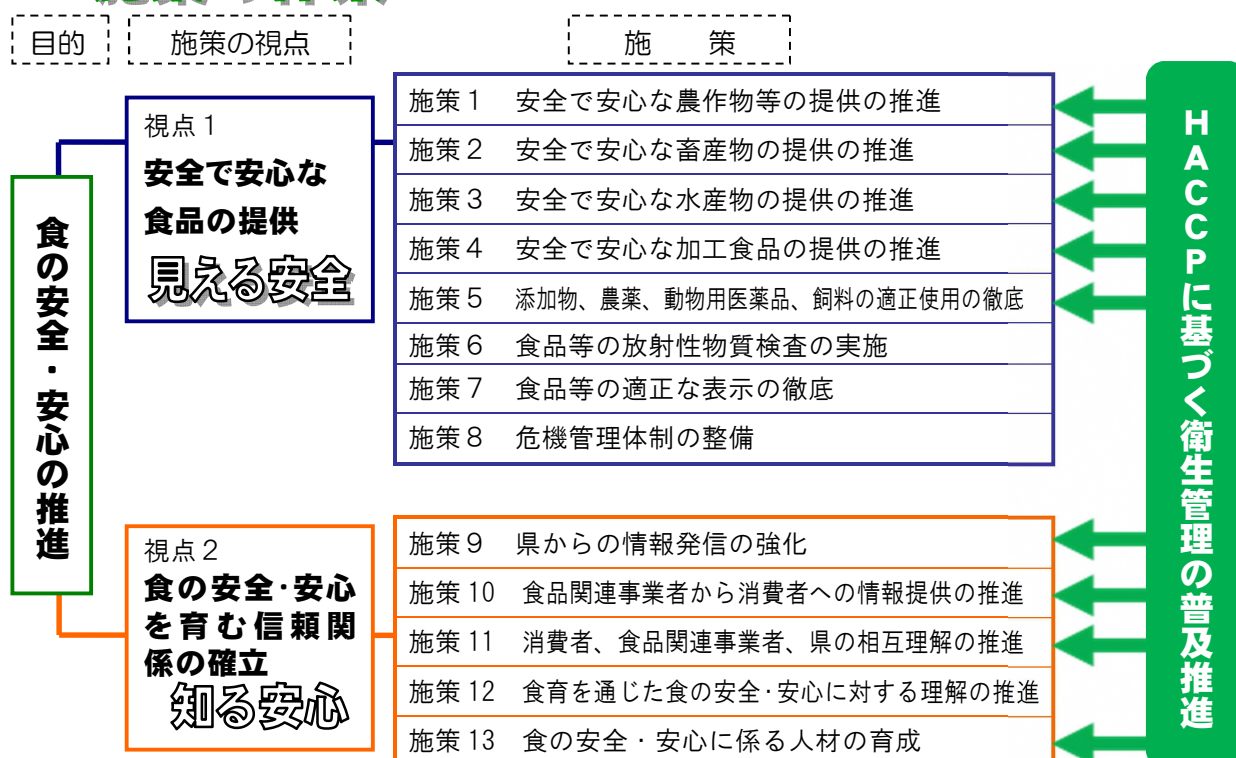 目的
施策の視点
施　策
食の安全・安心の推進
視点１
安全で安心な
食品の提供
見える安全
施策１　安全で安心な農作物等の提供の推進
施策２　安全で安心な畜産物の提供の推進
施策３　安全で安心な水産物の提供の推進
施策４　安全で安心な加工食品の提供の推進
施策５　添加物、農薬、動物用医薬品、飼料の適正使用の徹底
施策６　食品等の放射性物質検査の実施
施策７　食品等の適正な表示の徹底
施策８　危機管理体制の整備
視点２
食の安全･安心
を育む信頼関
係の確立
知る安心
施策９　県からの情報発信の強化
施策 10　食品関連事業者から消費者への情報提供の推進
施策 11　消費者、食品関連事業者、県の相互理解の推進
施策 12　食育を通じた食の安全･安心に対する理解の推進
施策 13　食の安全・安心に係る人材の育成
HACCPに基づく衛生管理の普及推進